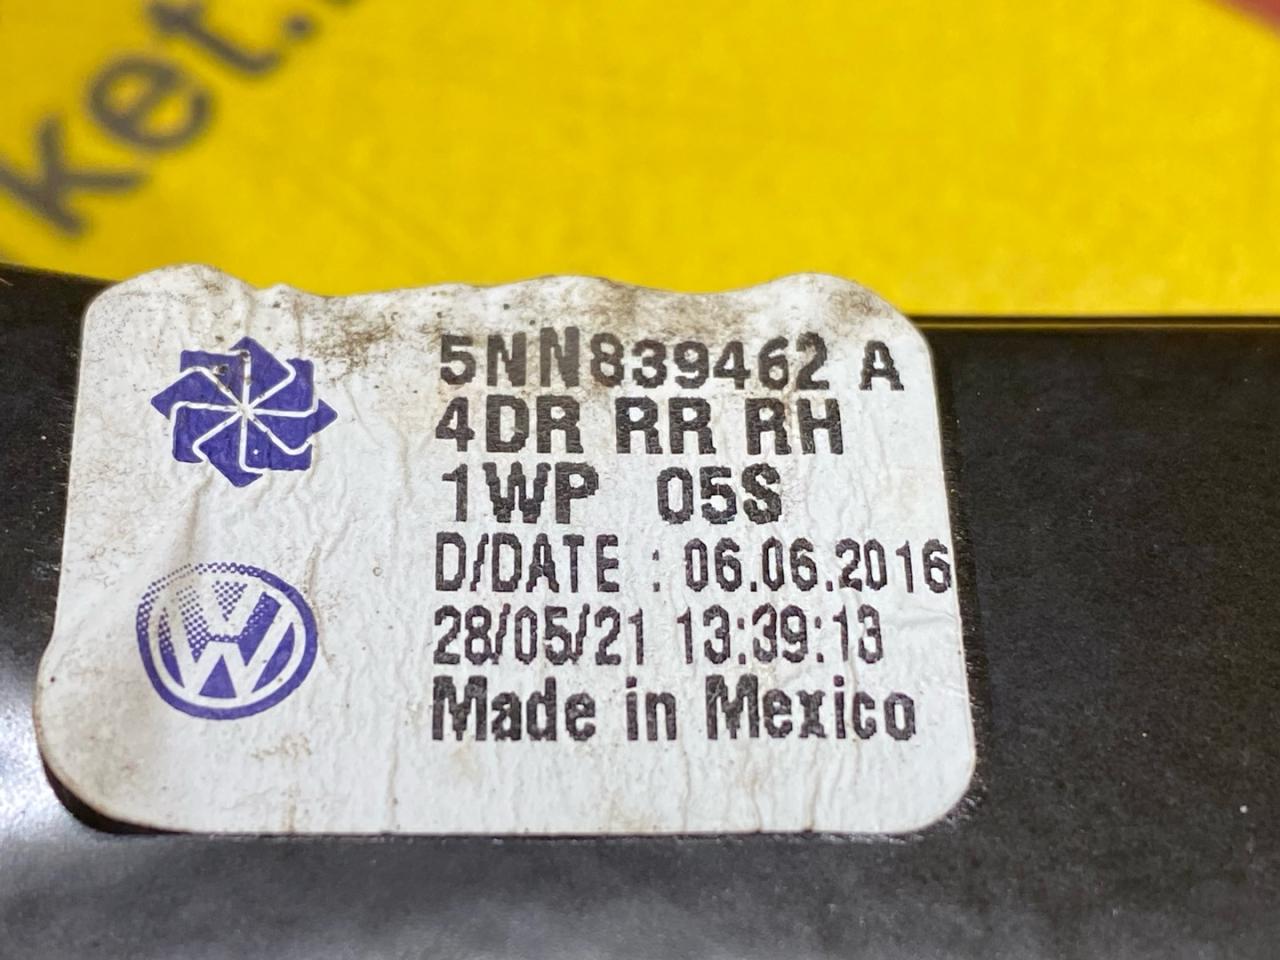 ket.
5NN839462 A
4DR RR RH
1WP 05S
D/DATE : 06.06.2016
28/05/21 13:39:13
Made in Mexico